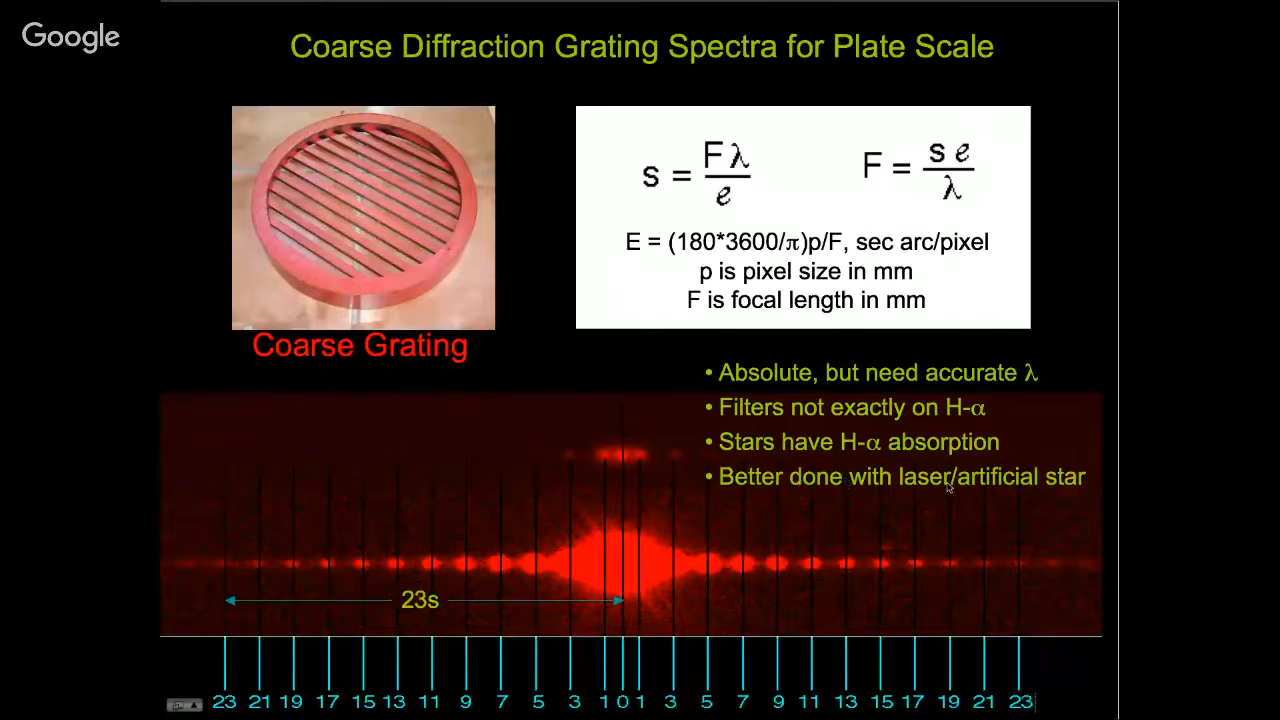 Google
Coarse Diffraction Grating Spectra for Plate Scale
s = Fλ/e
F = s e/λ
E = (180*3600/π)p/F, sec arc/pixel
p is pixel size in mm
F is focal length in mm
Coarse Grating
• Absolute, but need accurate λ
• Filters not exactly on H-α
• Stars have H-α absorption
• Better done with laser/artificial star
23s
23 21 19 17 15 13 11 9 7 5 3 1 0 1 3 5 7 9 11 13 15 17 19 21 23